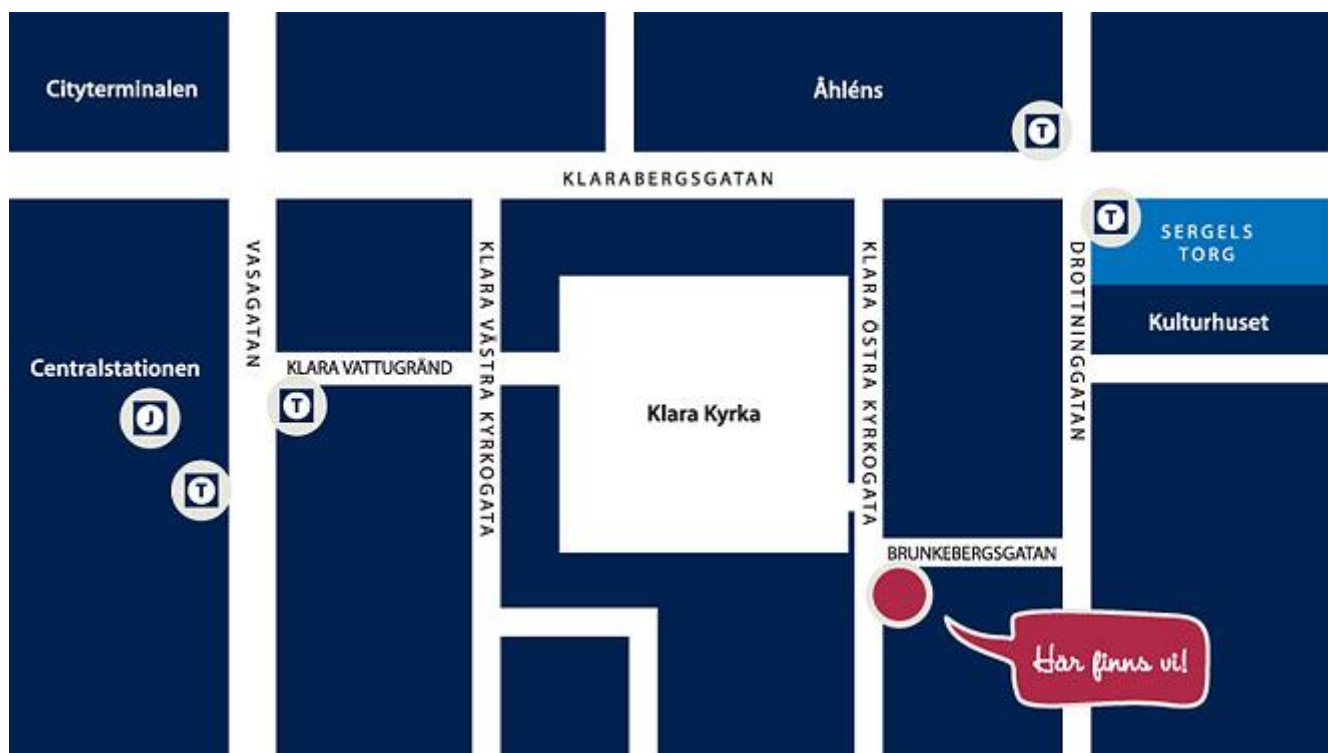 Cityterminalen
Åhléns
T
KLARABERGSGATAN
T
SERGELS
TORG
VASAGATAN
KLARA VÄSTRA KYRKOGATA
KLARA ÖSTRA KYRKOGATA
DROTTNINGGATAN
Kulturhuset
Centralstationen
KLARA VATTUGRÄND
J
T
Klara Kyrka
T
BRUNKEBERGSGATAN
Här finns vi!